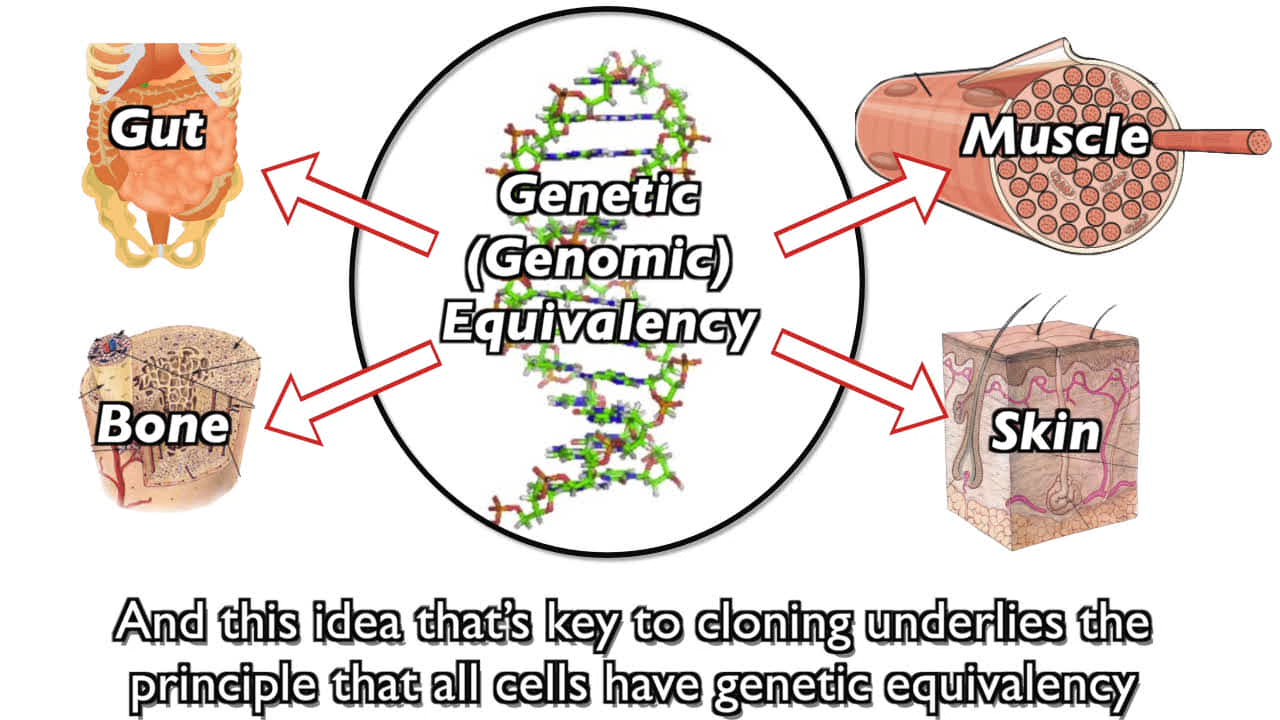 Gut
Muscle
Genetic
(Genomic)
Equivalency
Bone
Skin
And this idea that's key to cloning underlies the
principle that all cells have genetic equivalency